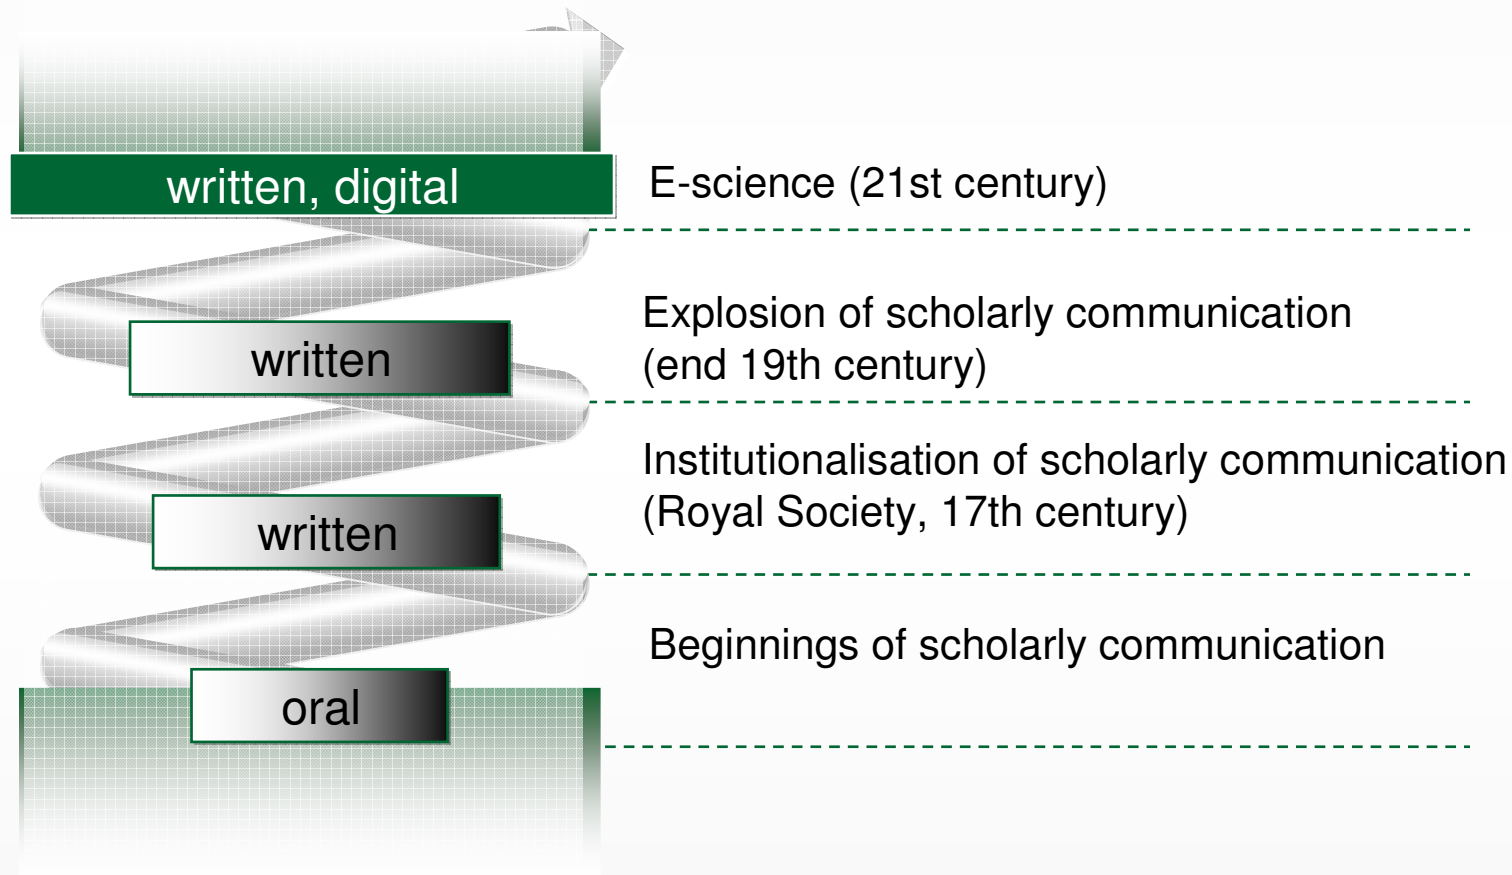 written, digital
E-science (21st century)
Explosion of scholarly communication
(end 19th century)
written
Institutionalisation of scholarly communication
(Royal Society, 17th century)
written
Beginnings of scholarly communication
oral